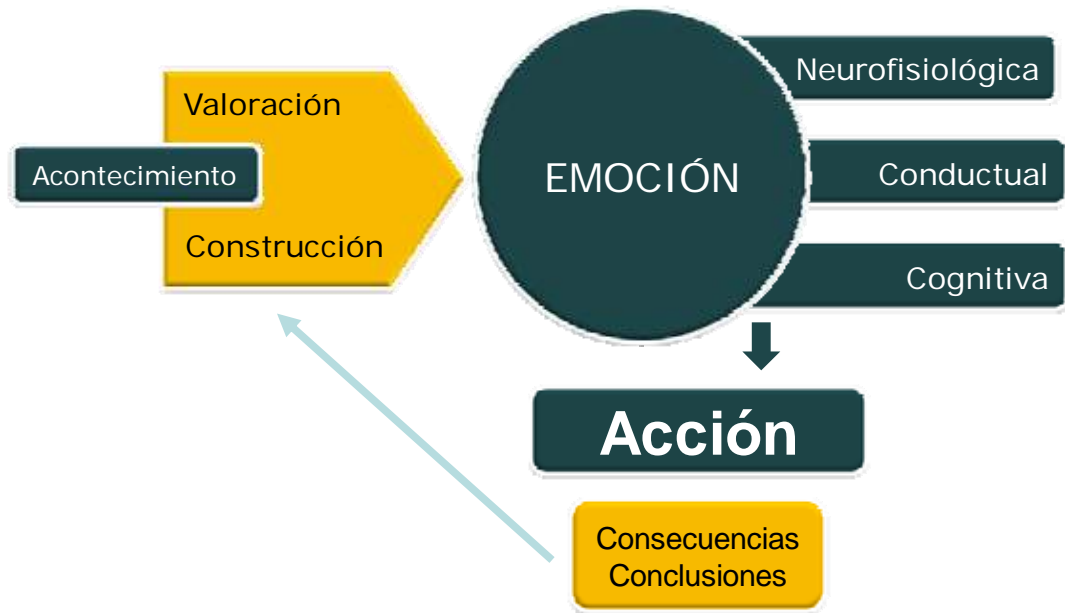 Valoración
Acontecimiento
Construcción
EMOCIÓN
Neurofisiológica
Conductual
Cognitiva
Acción
Consecuencias
Conclusiones